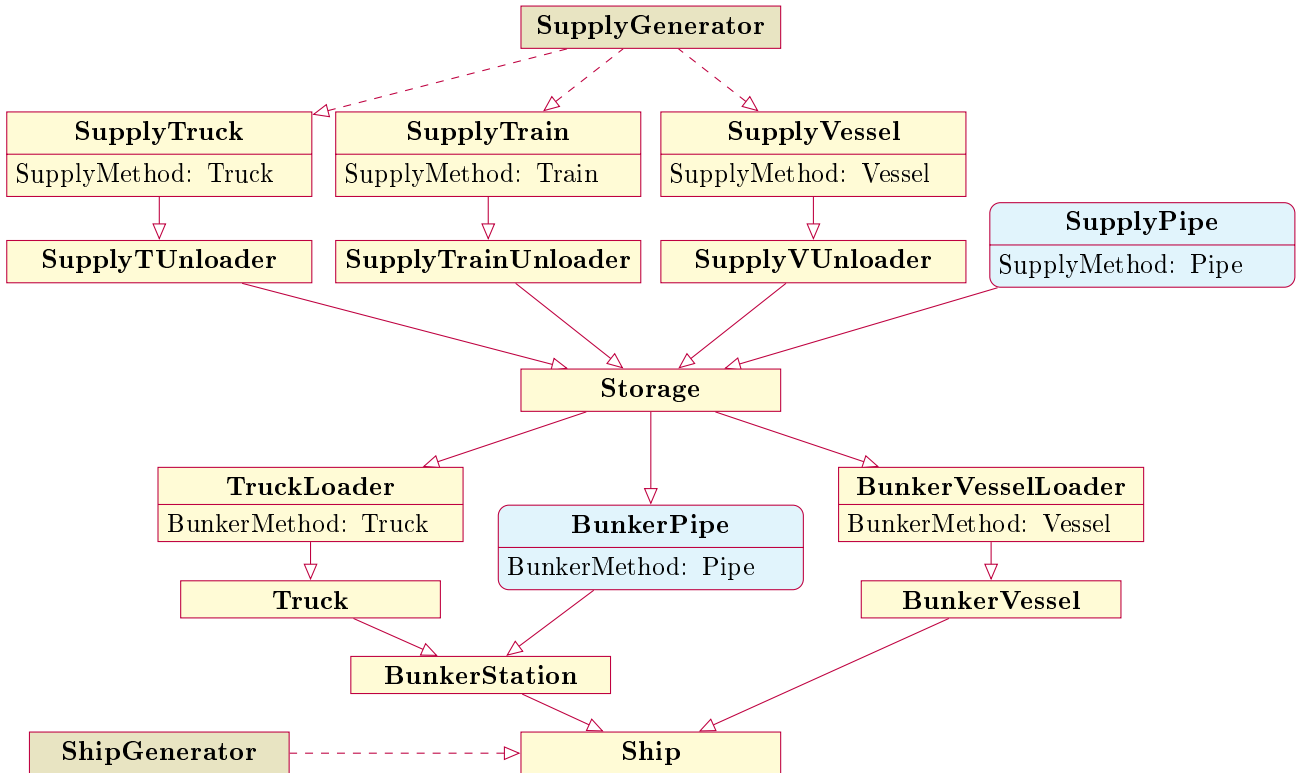 SupplyGenerator
SupplyTruck
SupplyMethod: Truck
SupplyTrain
SupplyMethod: Train
SupplyVessel
SupplyMethod: Vessel
SupplyPipe
SupplyMethod: Pipe
SupplyTUnloader
SupplyTrainUnloader
SupplyVUnloader
Storage
TruckLoader
BunkerMethod: Truck
BunkerPipe
BunkerMethod: Pipe
BunkerVesselLoader
BunkerMethod: Vessel
Truck
BunkerVessel
BunkerStation
ShipGenerator
Ship